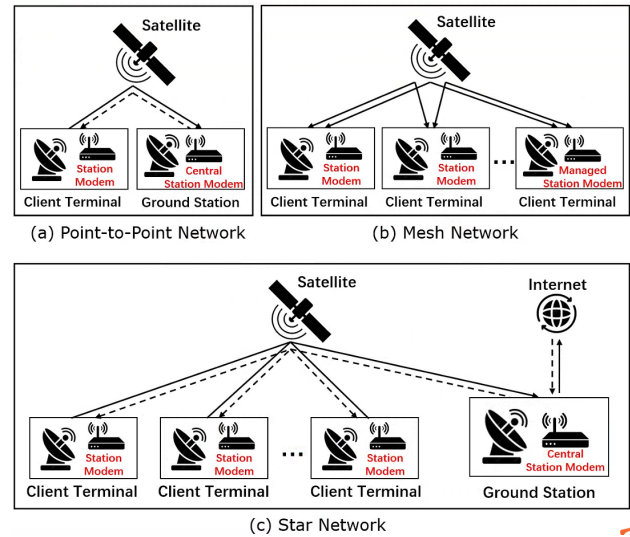 Satellite
Station
Modem
Central
Station Modem
Client Terminal
Ground Station
(a) Point-to-Point Network
Satellite
Station
Modem
Station
Modem
...
Managed
Station Modem
Client Terminal
Client Terminal
Client Terminal
(b) Mesh Network
Satellite
Internet
Station
Modem
Station
Modem
...
Station
Modem
Central
Station Modem
Client Terminal
Client Terminal
Client Terminal
Ground Station
(c) Star Network